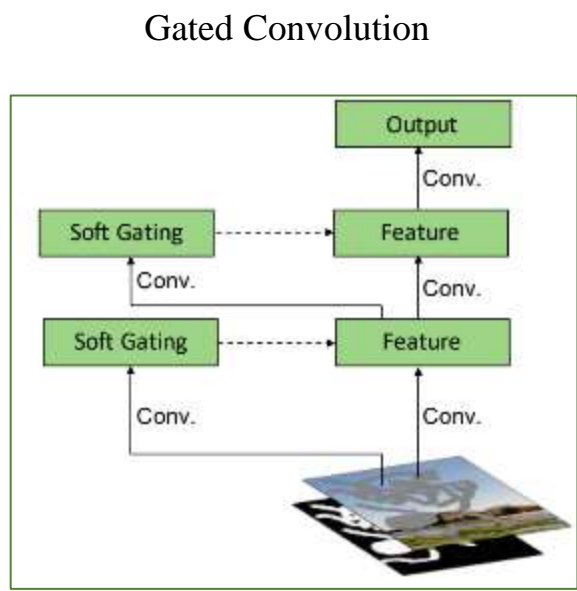 Gated Convolution
Output
Conv.
Soft Gating
Feature
Conv.
Conv.
Soft Gating
Feature
Conv.
Conv.